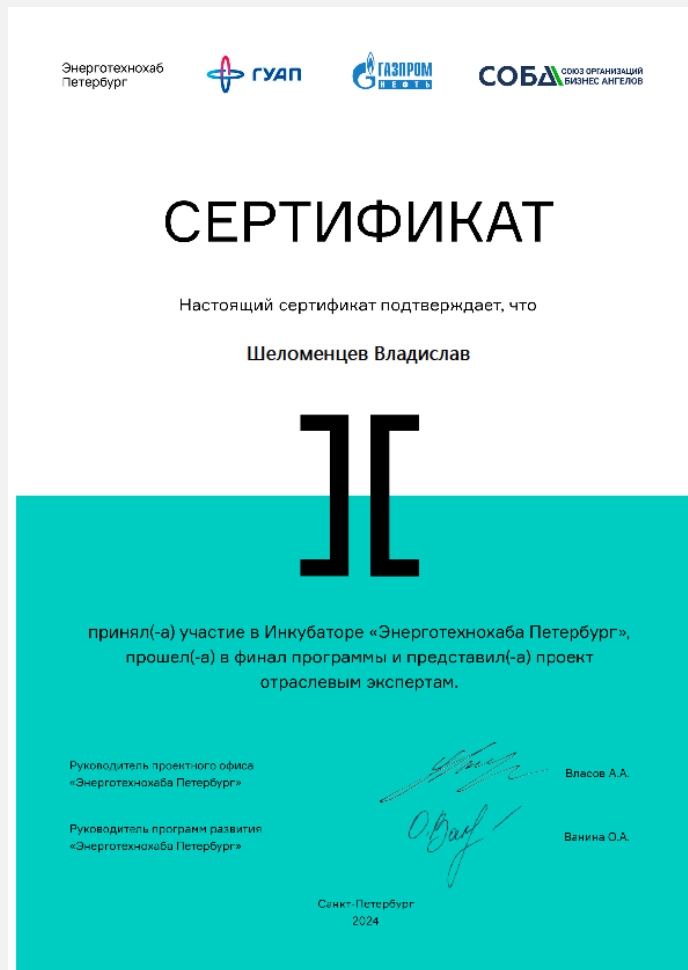 Энерготехнохаб
Петербург
ГУАП
ГАЗПРОМ
НЕФТЬ
СОБА
СОЮЗ ОРГАНИЗАЦИЙ
БИЗНЕС АНГЕЛОВ
СЕРТИФИКАТ
Настоящий сертификат подтверждает, что
Шеломенцев Владислав
принял(-а) участие в Инкубаторе «Энерготехнохаба Петербург»,
прошел(-а) в финал программы и представил(-а) проект
отраслевым экспертам.
Руководитель проектного офиса
«Энерготехнохаба Петербург»
Власов А.А.
Руководитель программ развития
«Энерготехнохаба Петербург»
Ванина О.А.
Санкт-Петербург
2024